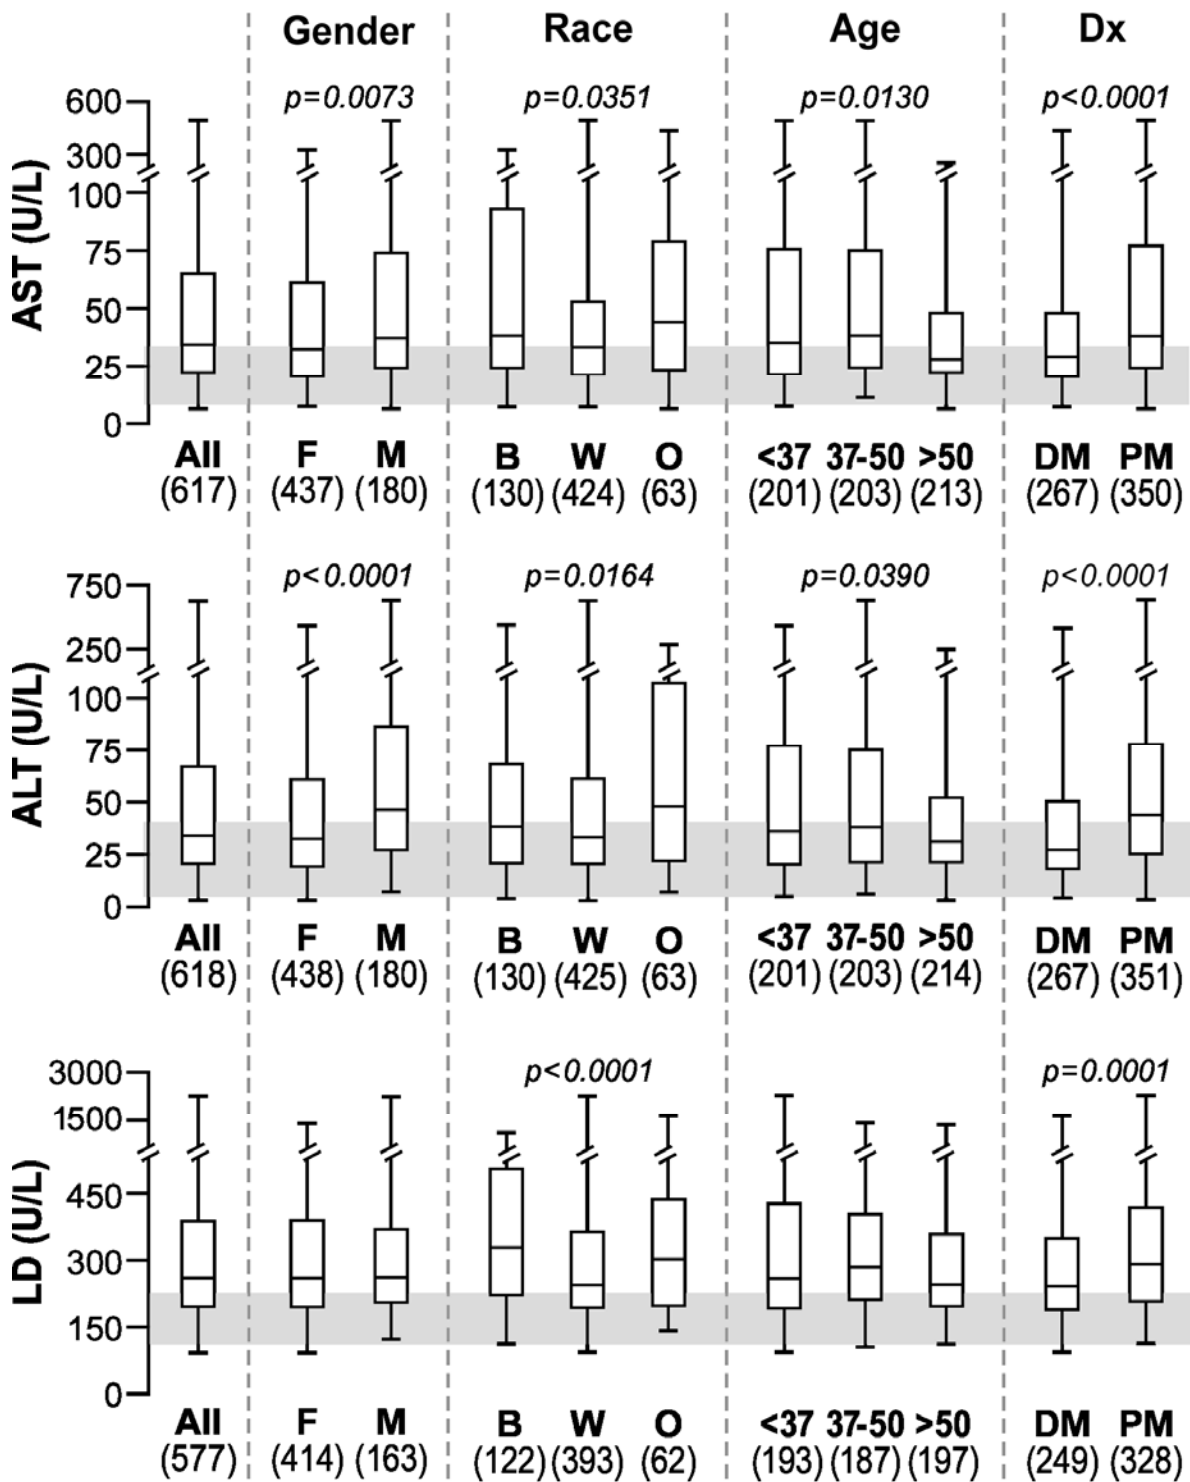 Gender Race Age Dx
p=0.0073 p=0.0351 p=0.0130 p<0.0001
600
300
100
75
50
25
0
AST (U/L)
All F M B W O <37 37-50 >50 DM PM
(617) (437) (180) (130) (424) (63) (201) (203) (213) (267) (350)
p<0.0001 p=0.0164 p=0.0390 p<0.0001
750
250
100
75
50
25
0
ALT (U/L)
All F M B W O <37 37-50 >50 DM PM
(618) (438) (180) (130) (425) (63) (201) (203) (214) (267) (351)
p<0.0001 p=0.0001
3000
1500
450
300
150
0
LD (U/L)
All F M B W O <37 37-50 >50 DM PM
(577) (414) (163) (122) (393) (62) (193) (187) (197) (249) (328)